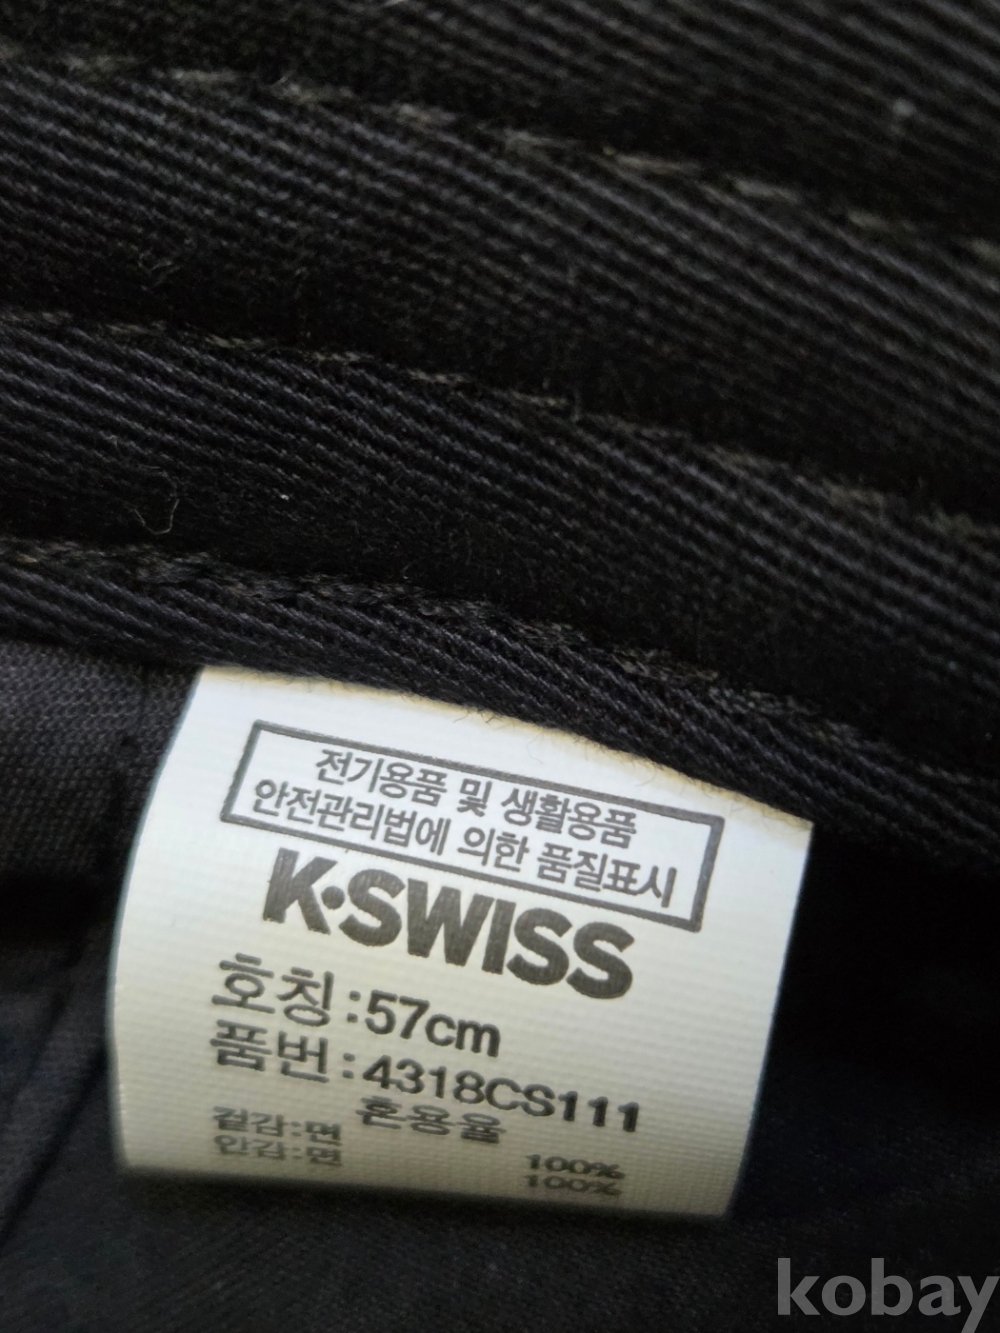 전기용품 및 생활용품
안전관리법에 의한 품질표시
K·SWISS
호칭:57cm
품번:4318CS111
혼용율
겉감:면 100%
안감:면 100%
kobay